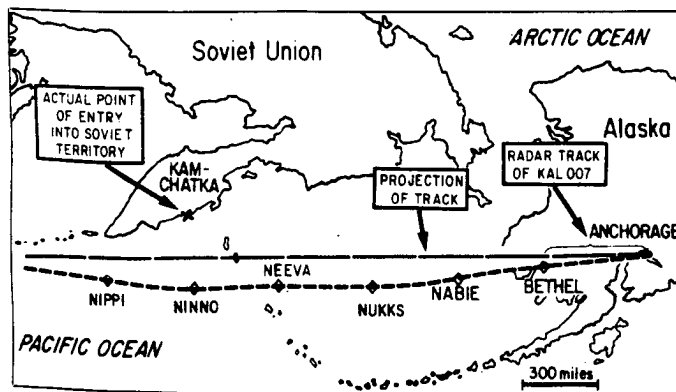 ARCTIC OCEAN
Soviet Union
ACTUAL POINT
OF ENTRY
INTO SOVIET
TERRITORY
Alaska
KAM-
CHATKA
PROJECTION
OF TRACK
RADAR TRACK
OF KAL 007
ANCHORAGE
NEEVA
NIPPI
NINNO
NUKKS
NABIE
BETHEL
PACIFIC OCEAN
300 miles